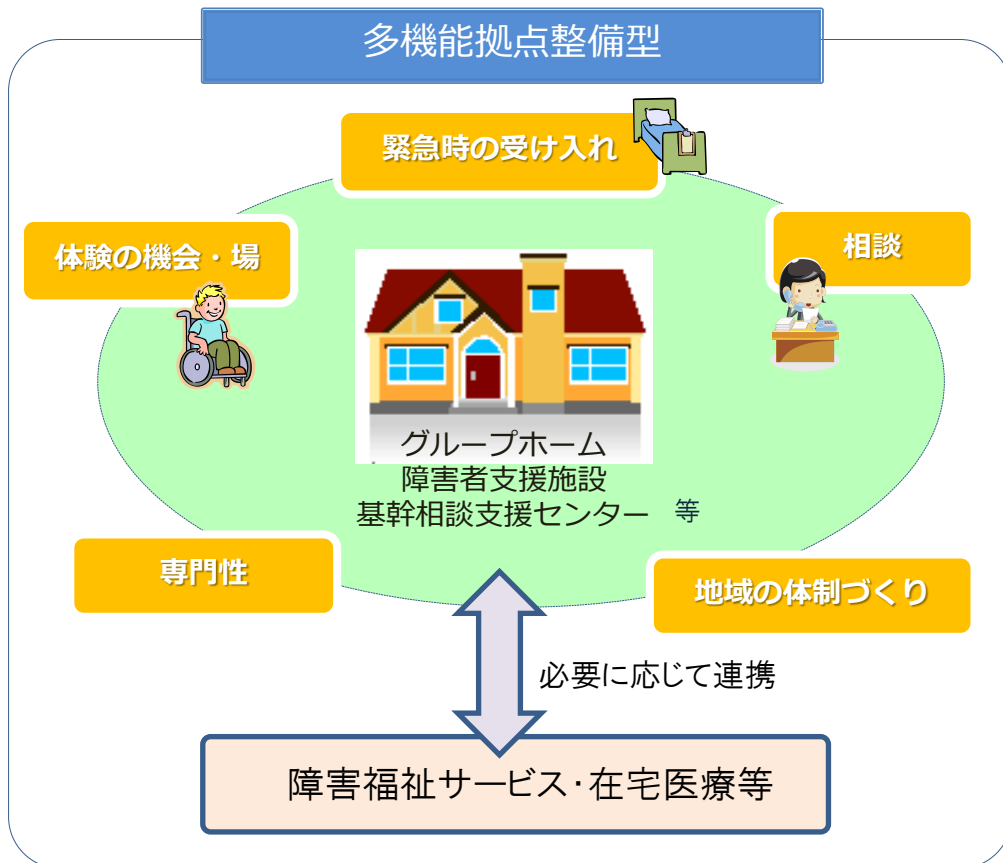 多機能拠点整備型
緊急時の受け入れ
体験の機会・場
相談
グループホーム
障害者支援施設
基幹相談支援センター 等
専門性
地域の体制づくり
必要に応じて連携
障害福祉サービス・在宅医療等